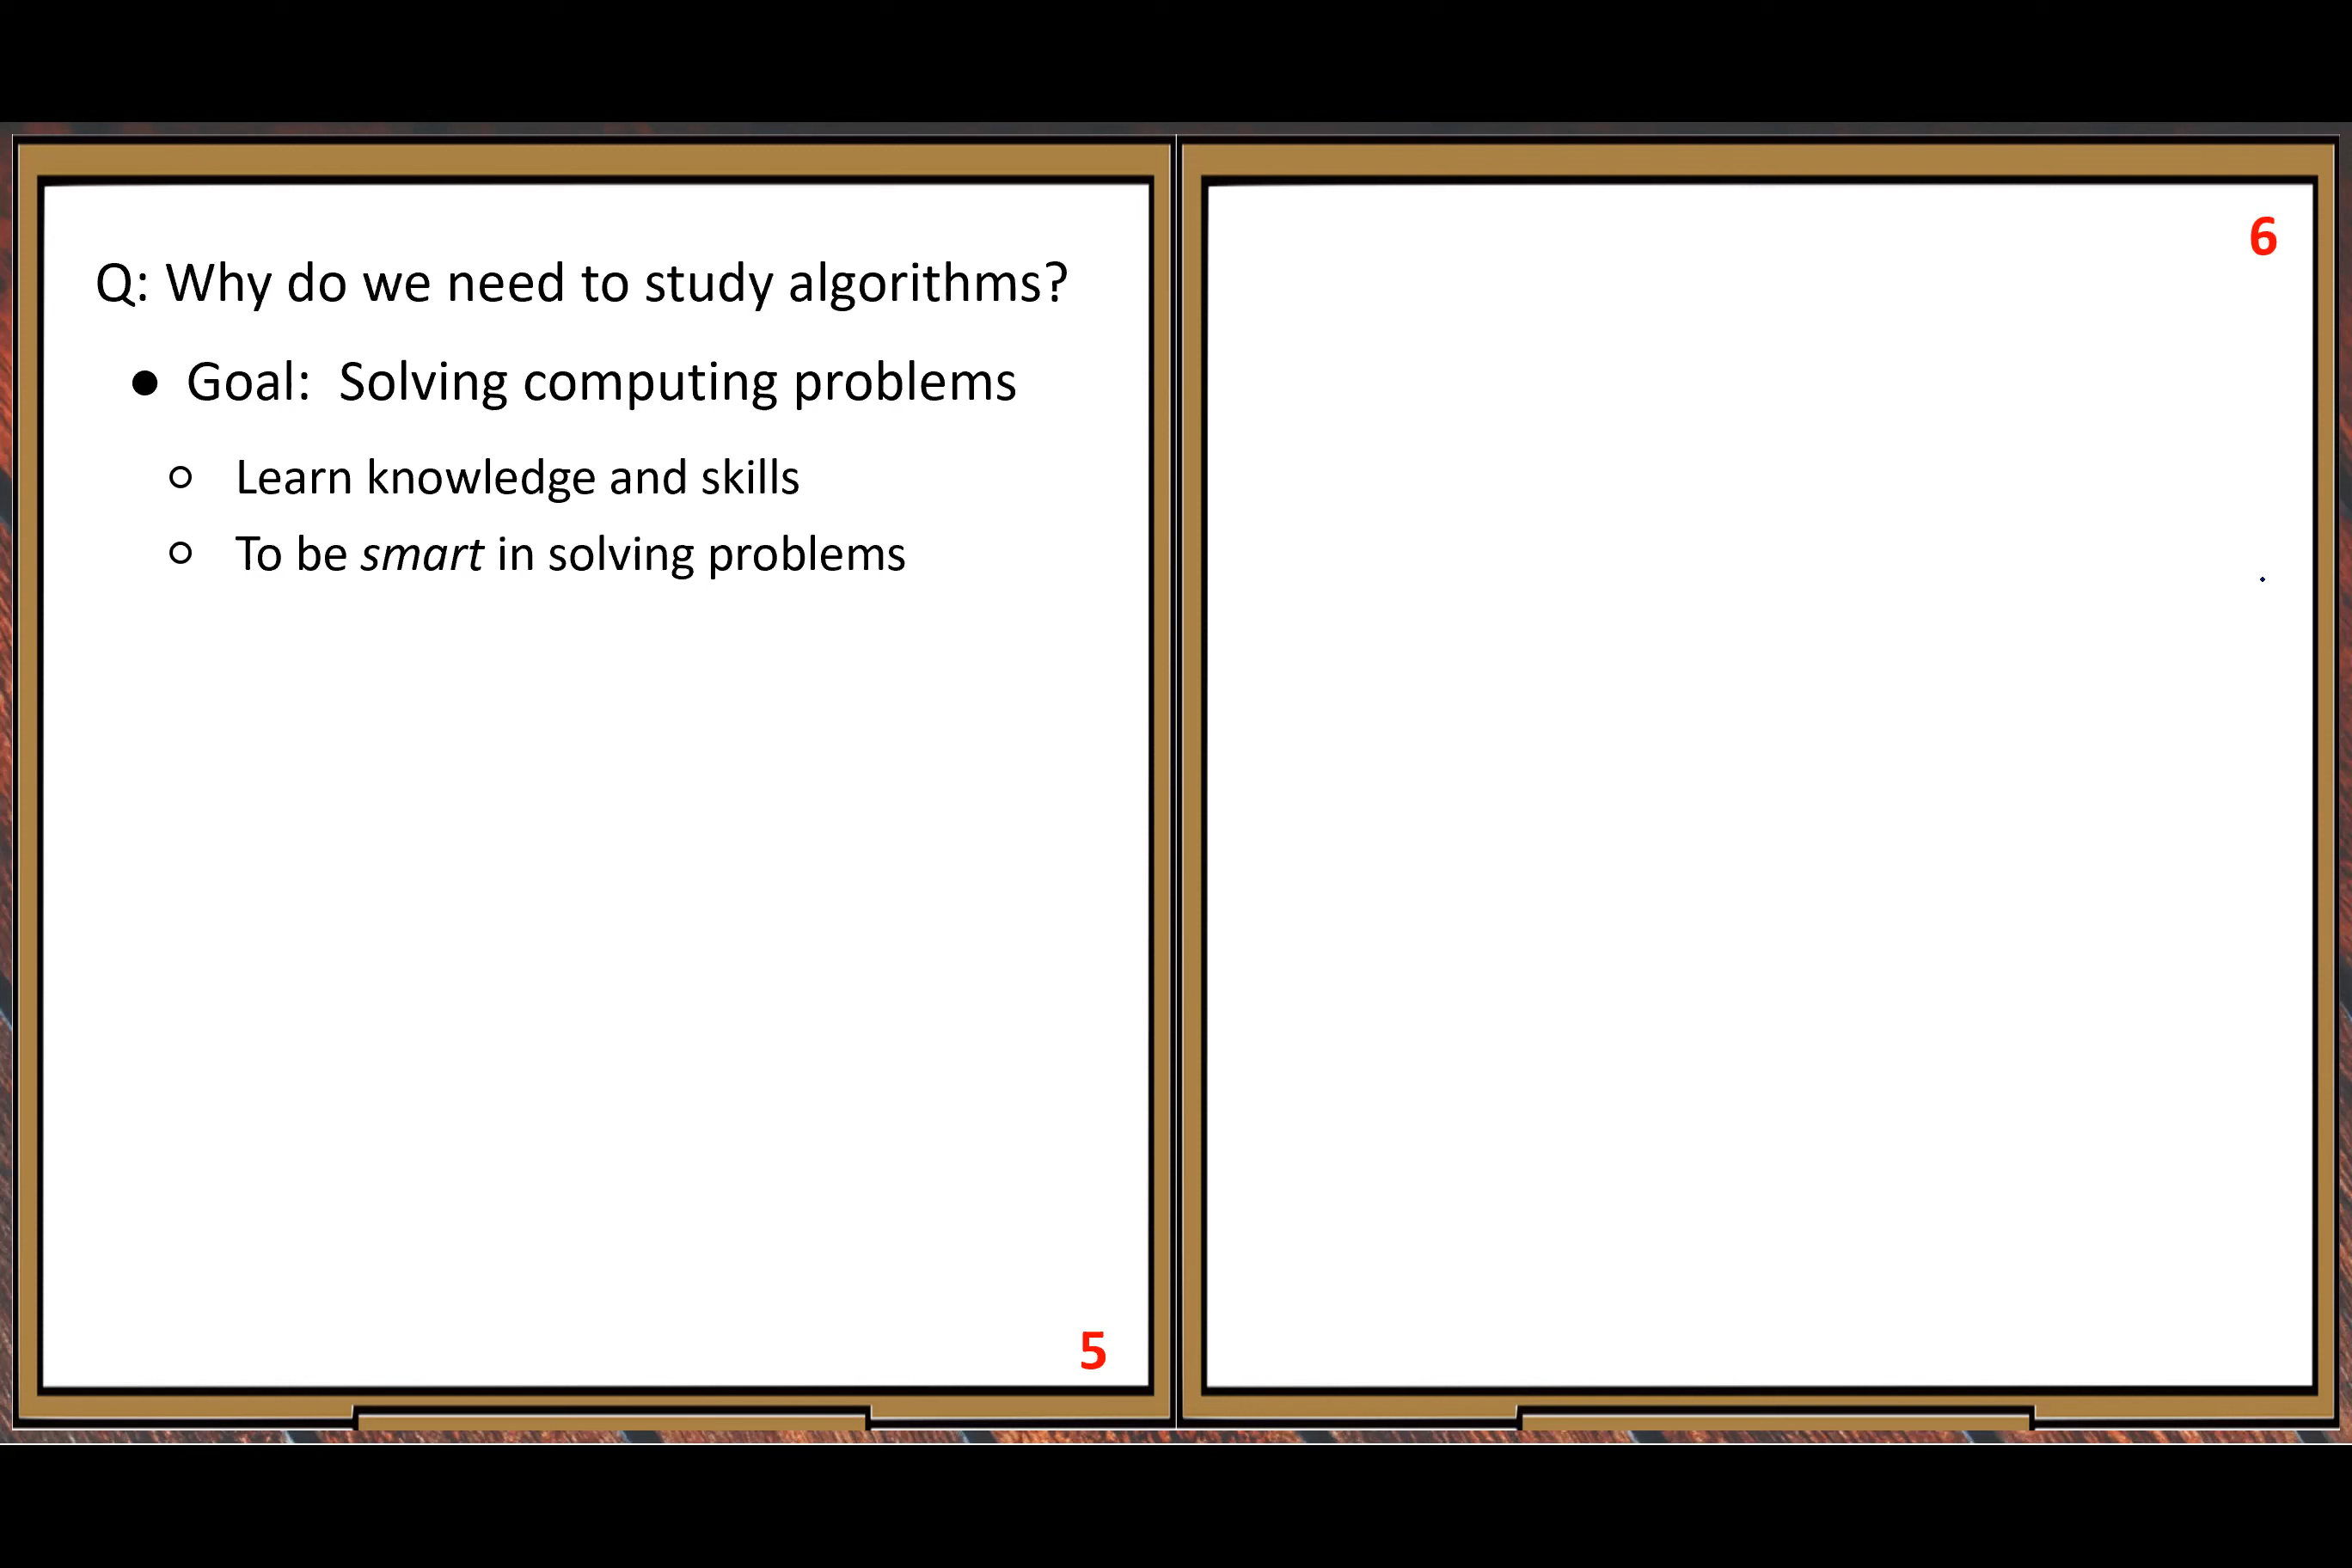 Q: Why do we need to study algorithms?
● Goal: Solving computing problems
○ Learn knowledge and skills
○ To be smart in solving problems
5
6